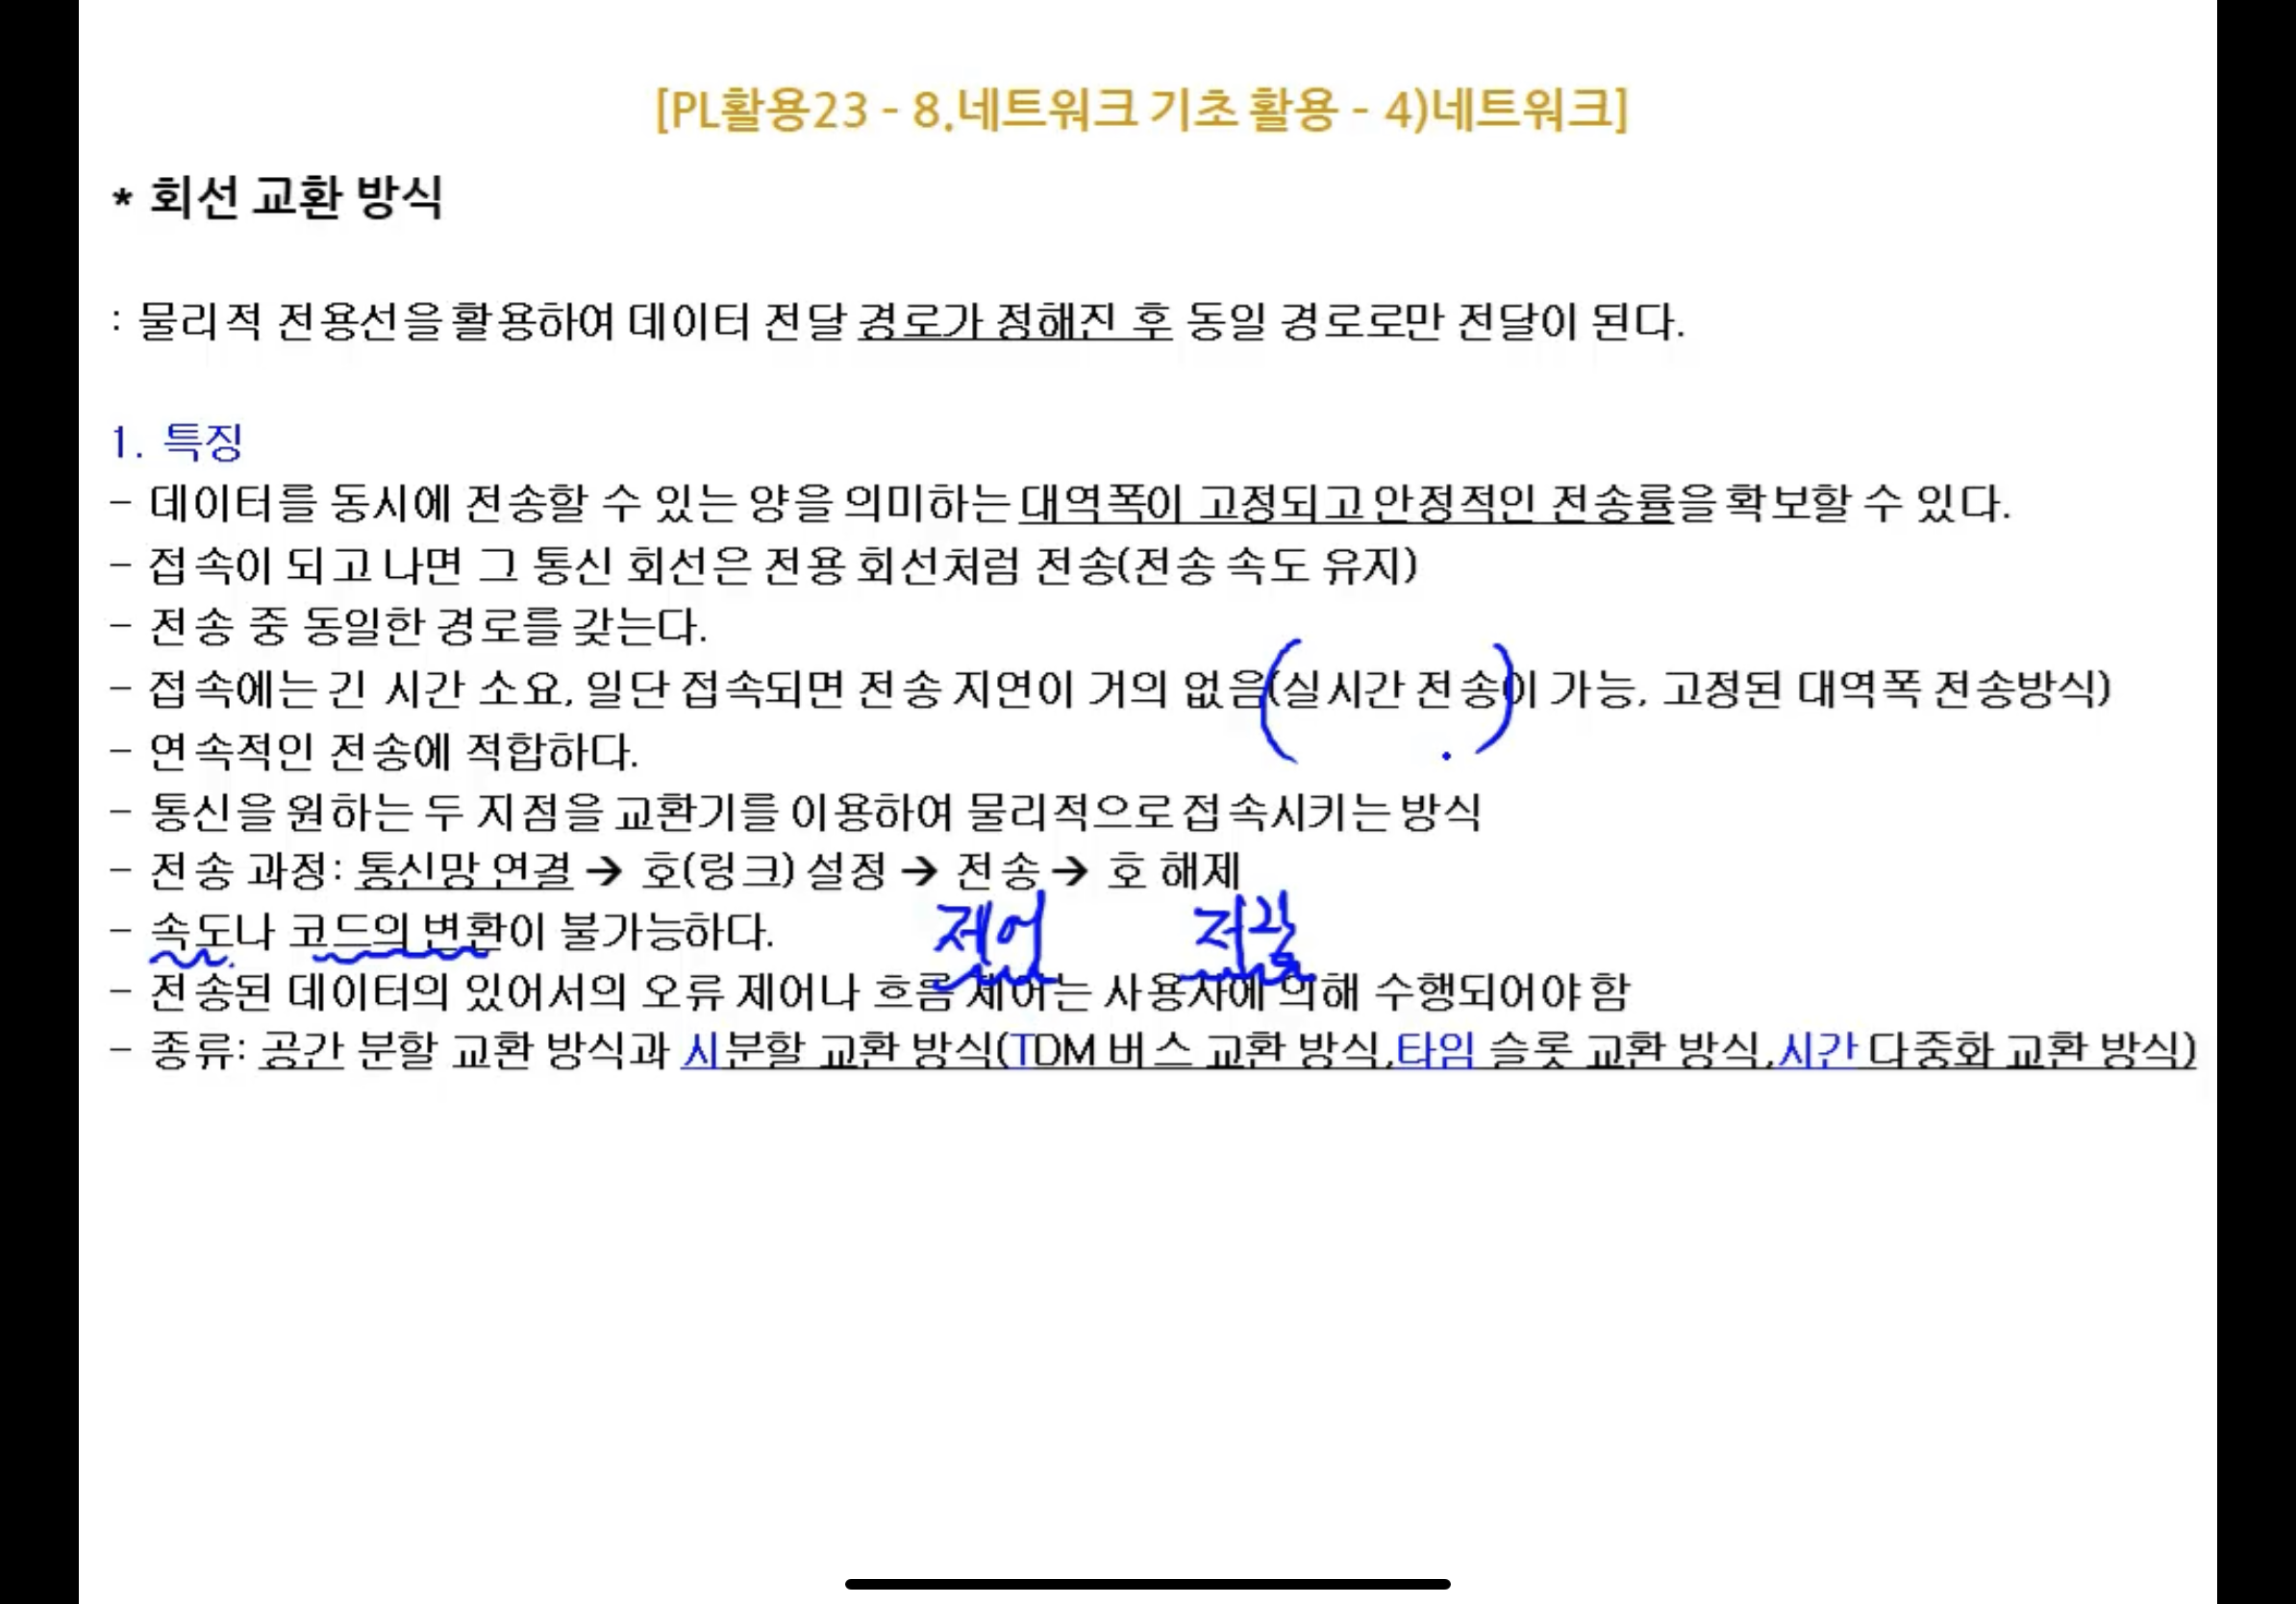 [PL활용23 - 8.네트워크 기초 활용 - 4)네트워크]
* 회선 교환 방식
: 물리적 전용선을 활용하여 데이터 전달 경로가 정해진 후 동일 경로로만 전달이 된다.
1. 특징
- 데이터를 동시에 전송할 수 있는 양을 의미하는 대역폭이 고정되고 안정적인 전송률을 확보할 수 있다.
- 접속이 되고 나면 그 통신 회선은 전용 회선처럼 전송(전송 속도 유지)
- 전송 중 동일한 경로를 갖는다.
- 접속에는 긴 시간 소요, 일단 접속되면 전송 지연이 거의 없음(실시간 전송이 가능, 고정된 대역폭 전송방식)
- 연속적인 전송에 적합하다.
- 통신을 원하는 두 지점을 교환기를 이용하여 물리적으로 접속시키는 방식
- 전송 과정: 통신망 연결 → 호(링크) 설정 → 전송 → 호 해제
- 속도나 코드의 변환이 불가능하다.
제어
- 전송된 데이터의 있어서의 오류 제어나 흐름 제어는 사용자에 의해 수행되어야 함
- 종류: 공간 분할 교환 방식과 시분할 교환 방식(TDM 버스 교환 방식,타임 슬롯 교환 방식,시간 다중화 교환 방식)